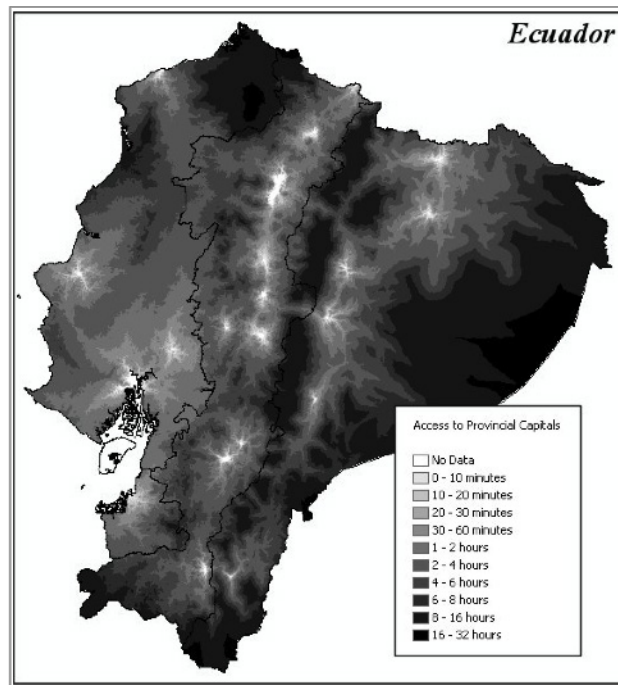 Ecuador
Access to Provincial Capitals
No Data
0 - 10 minutes
10 - 20 minutes
20 - 30 minutes
30 - 60 minutes
1 - 2 hours
2 - 4 hours
4 - 6 hours
6 - 8 hours
8 - 16 hours
16 - 32 hours